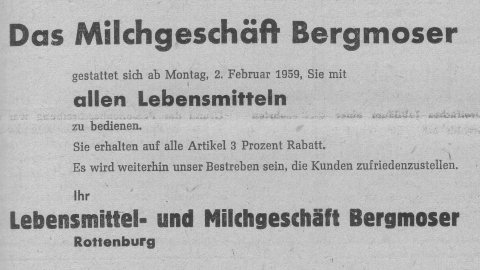 Das Milchgeschäft Bergmoser
gestattet sich ab Montag, 2. Februar 1959, Sie mit
allen Lebensmitteln
zu bedienen.
Sie erhalten auf alle Artikel 3 Prozent Rabatt.
Es wird weiterhin unser Bestreben sein, die Kunden zufriedenzustellen.
Ihr
Lebensmittel- und Milchgeschäft Bergmoser
Rottenburg